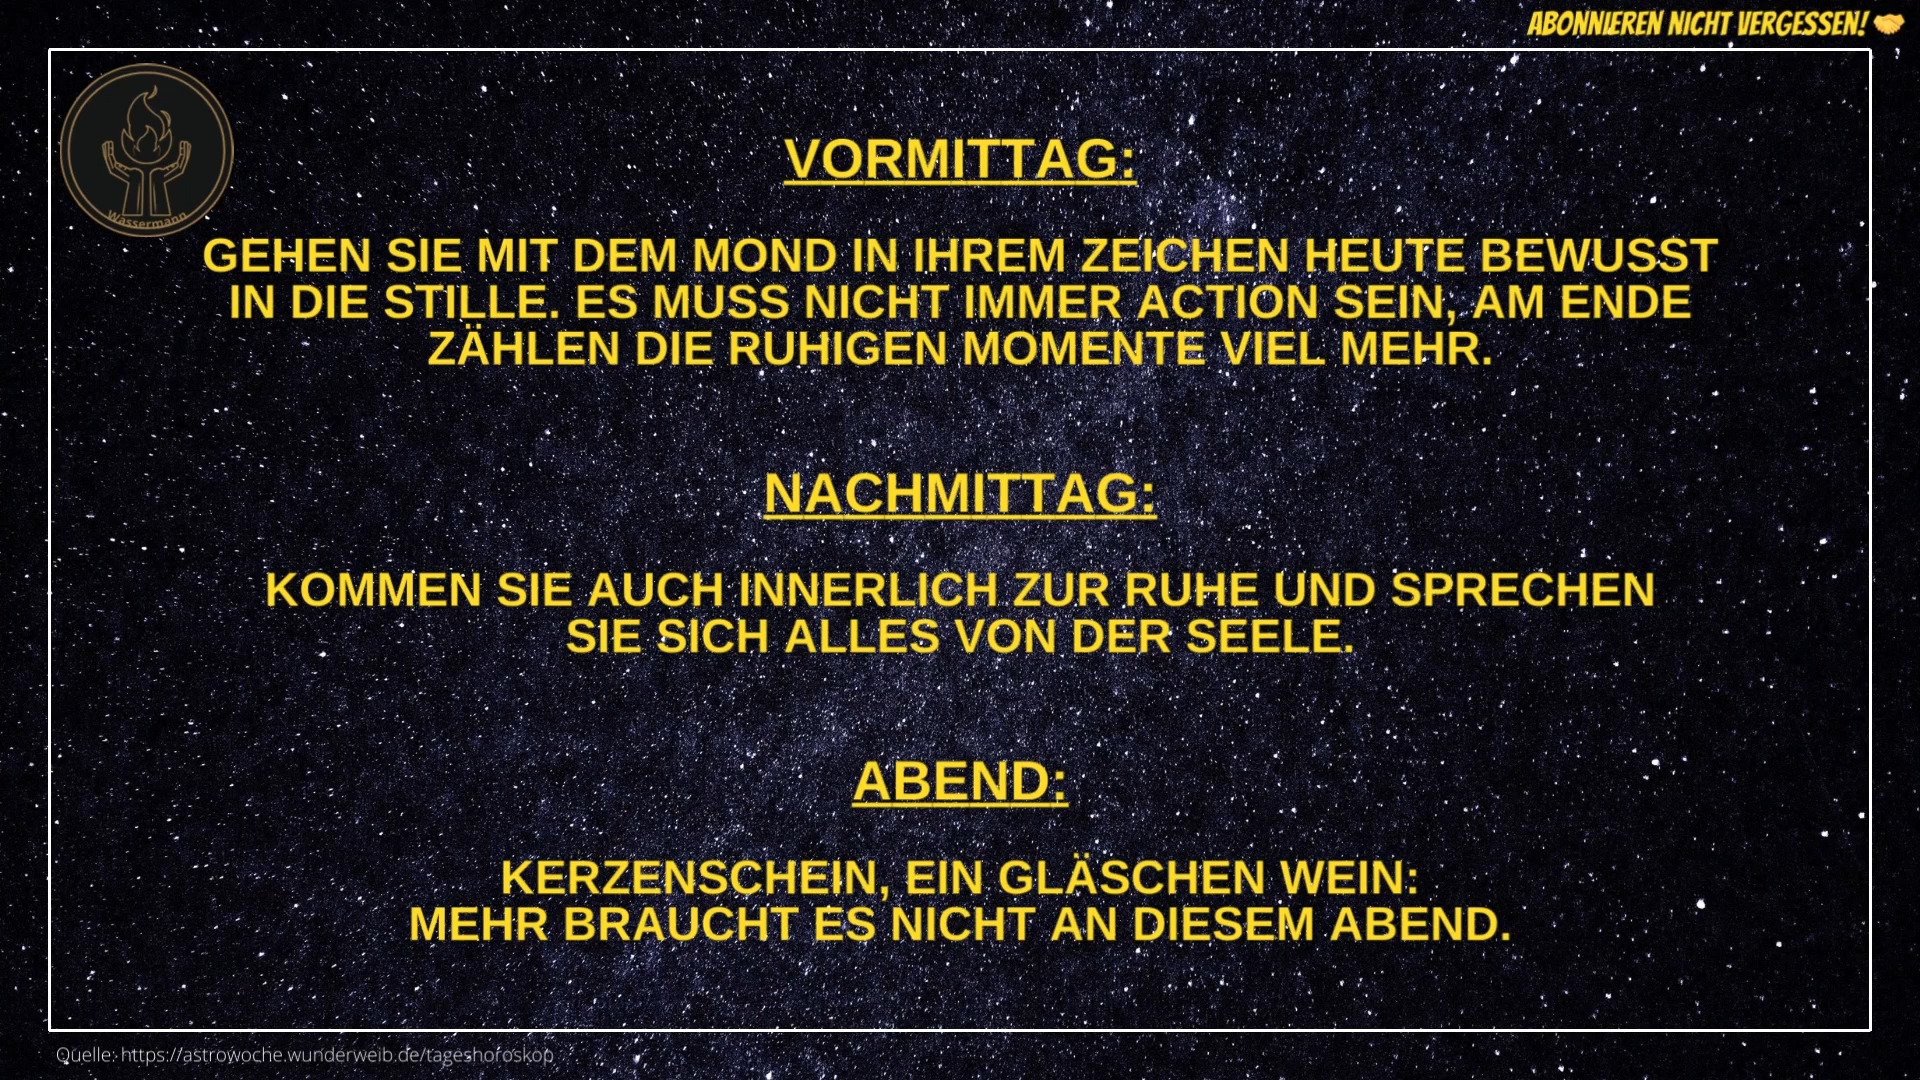 ABONNIEREN NICHT VERGESSEN!
Wassermann
VORMITTAG:
GEHEN SIE MIT DEM MOND IN IHREM ZEICHEN HEUTE BEWUSST
IN DIE STILLE. ES MUSS NICHT IMMER ACTION SEIN, AM ENDE
ZÄHLEN DIE RUHIGEN MOMENTE VIEL MEHR.
NACHMITTAG:
KOMMEN SIE AUCH INNERLICH ZUR RUHE UND SPRECHEN
SIE SICH ALLES VON DER SEELE.
ABEND:
KERZENSCHEIN, EIN GLÄSCHEN WEIN:
MEHR BRAUCHT ES NICHT AN DIESEM ABEND.
Quelle: https://astrowoche.wunderweib.de/tageshoroskop